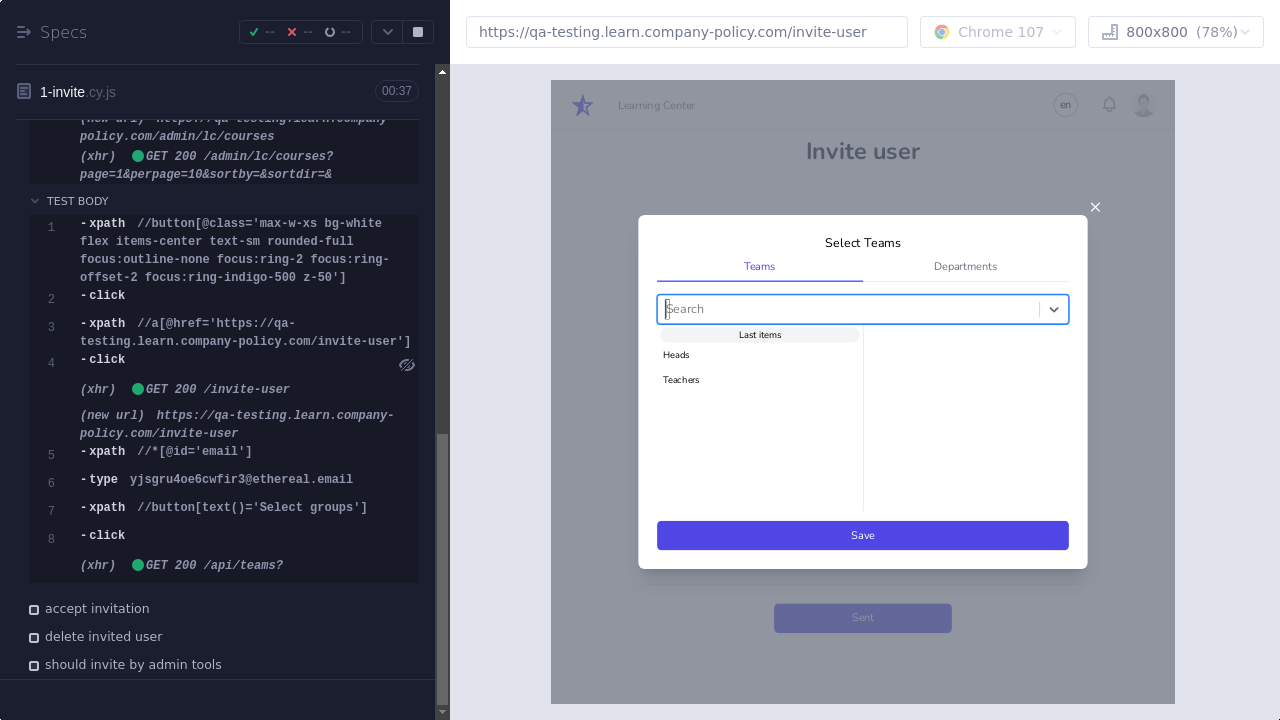 Specs
--
--
--
1-invite.cy.js
00:37
(new url) https://qa-testing.learn.company-
policy.com/admin/lc/courses
(xhr) GET 200 /admin/lc/courses?
page=1&perpage=10&sortby=&sortdir=&
TEST BODY
1 -xpath //button[@class='max-w-xs bg-white
flex items-center text-sm rounded-full
focus:outline-none focus:ring-2 focus:ring-
offset-2 focus:ring-indigo-500 z-50']
2 -click
3 -xpath //a[@href='https://qa-
testing.learn.company-policy.com/invite-user']
4 -click
(xhr) GET 200 /invite-user
(new url) https://qa-testing.learn.company-
policy.com/invite-user
5 -xpath //*[@id='email']
6 -type yjsgru4oe6cwfir3@ethereal.email
7 -xpath //button[text()='Select groups']
8 -click
(xhr) GET 200 /api/teams?
accept invitation
delete invited user
should invite by admin tools
https://qa-testing.learn.company-policy.com/invite-user
Chrome 107
800x800 (78%)
Learning Center
en
Invite user
Select Teams
Teams
Departments
Search
Last items
Heads
Teachers
Save
Sent